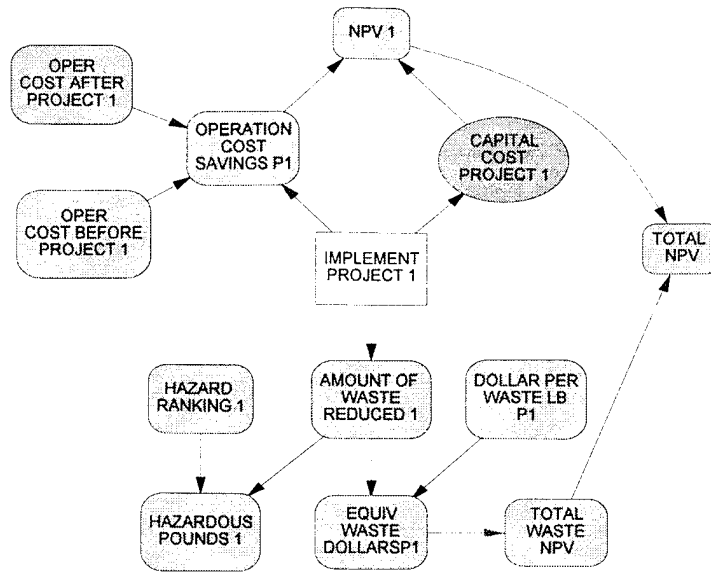 NPV 1
OPER
COST AFTER
PROJECT 1
OPERATION
COST
SAVINGS P1
CAPITAL
COST
PROJECT 1
OPER
COST BEFORE
PROJECT 1
IMPLEMENT
PROJECT 1
TOTAL
NPV
HAZARD
RANKING 1
AMOUNT OF
WASTE
REDUCED 1
DOLLAR PER
WASTE LB
P1
HAZARDOUS
POUNDS 1
EQUIV
WASTE
DOLLARSP1
TOTAL
WASTE
NPV